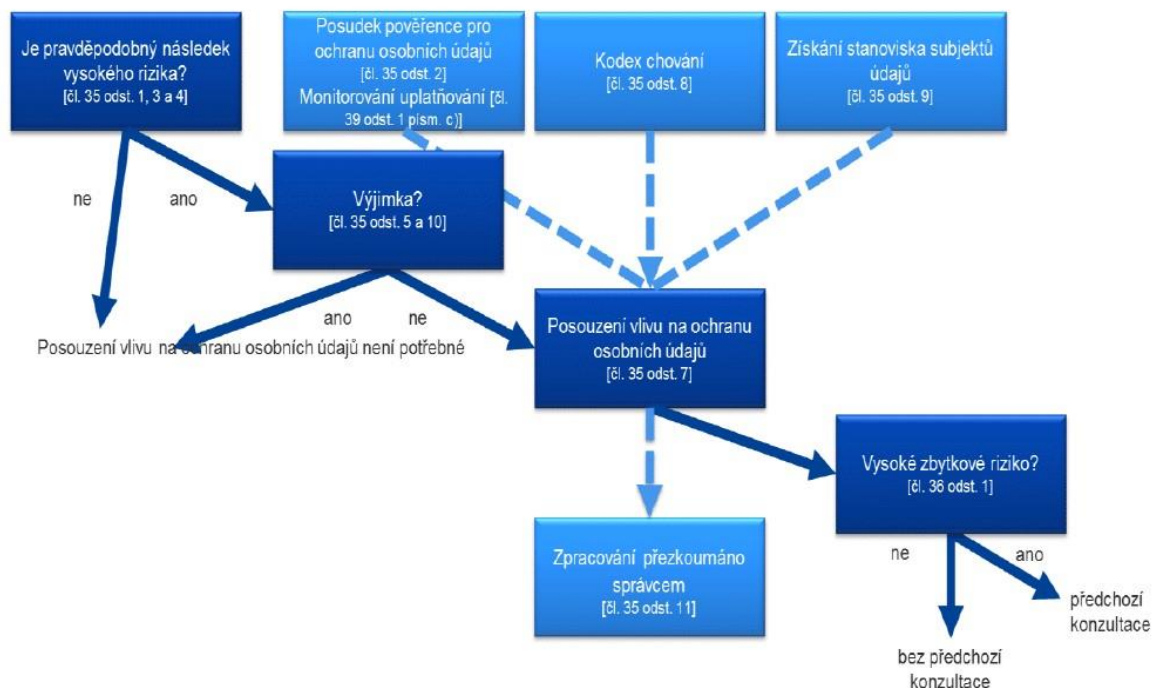 Je pravděpodobný následek
vysokého rizika?
[čl. 35 odst. 1, 3 a 4]
Posudek pověřence pro
ochranu osobních údajů
[čl. 35 odst. 2]
Monitorování uplatňování [čl.
39 odst. 1 písm. c)]
Kodex chování
[čl. 35 odst. 8]
Získání stanoviska subjektů
údajů
[čl. 35 odst. 9]
ne
ano
Výjimka?
[čl. 35 odst. 5 a 10]
ano
ne
Posouzení vlivu na ochranu osobních údajů není potřebné
Posouzení vlivu na ochranu
osobních údajů
[čl. 35 odst. 7]
Vysoké zbytkové riziko?
[čl. 36 odst. 1]
Zpracování přezkoumáno
správcem
[čl. 35 odst. 11]
ne
ano
předchozí
konzultace
bez předchozí
konzultace